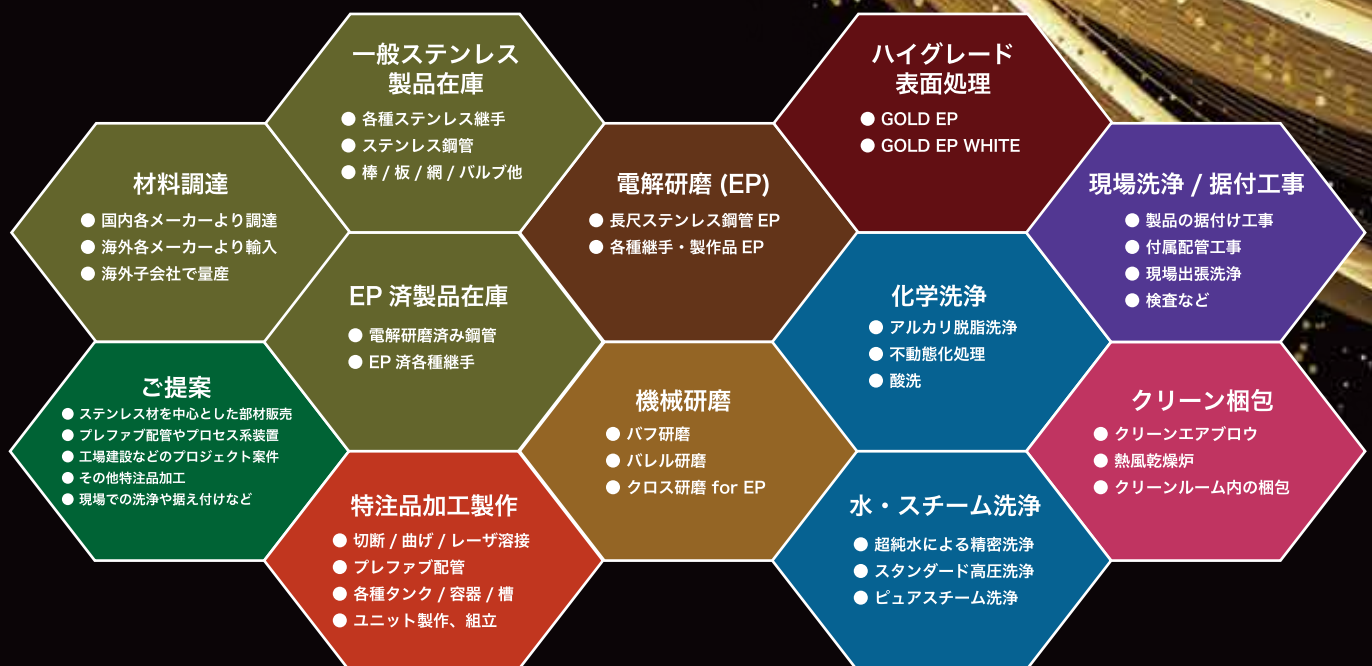 一般ステンレス
製品在庫
● 各種ステンレス継手
● ステンレス鋼管
● 棒 / 板 / 網 / バルブ他
ハイグレード
表面処理
● GOLD EP
● GOLD EP WHITE
材料調達
● 国内各メーカーより調達
● 海外各メーカーより輸入
● 海外子会社で量産
電解研磨 (EP)
● 長尺ステンレス鋼管 EP
● 各種継手・製作品 EP
現場洗浄 / 据付工事
● 製品の据付け工事
● 付属配管工事
● 現場出張洗浄
● 検査など
EP 済製品在庫
● 電解研磨済み鋼管
● EP 済各種継手
化学洗浄
● アルカリ脱脂洗浄
● 不動態化処理
● 酸洗
ご提案
● ステンレス材を中心とした部材販売
● プレファブ配管やプロセス系装置
● 工場建設などのプロジェクト案件
● その他特注品加工
● 現場での洗浄や据え付けなど
機械研磨
● バフ研磨
● バレル研磨
● クロス研磨 for EP
クリーン梱包
● クリーンエアブロウ
● 熱風乾燥炉
● クリーンルーム内の梱包
特注品加工製作
● 切断 / 曲げ / レーザ溶接
● プレファブ配管
● 各種タンク / 容器 / 槽
● ユニット製作、組立
水・スチーム洗浄
● 超純水による精密洗浄
● スタンダード高圧洗浄
● ピュアスチーム洗浄